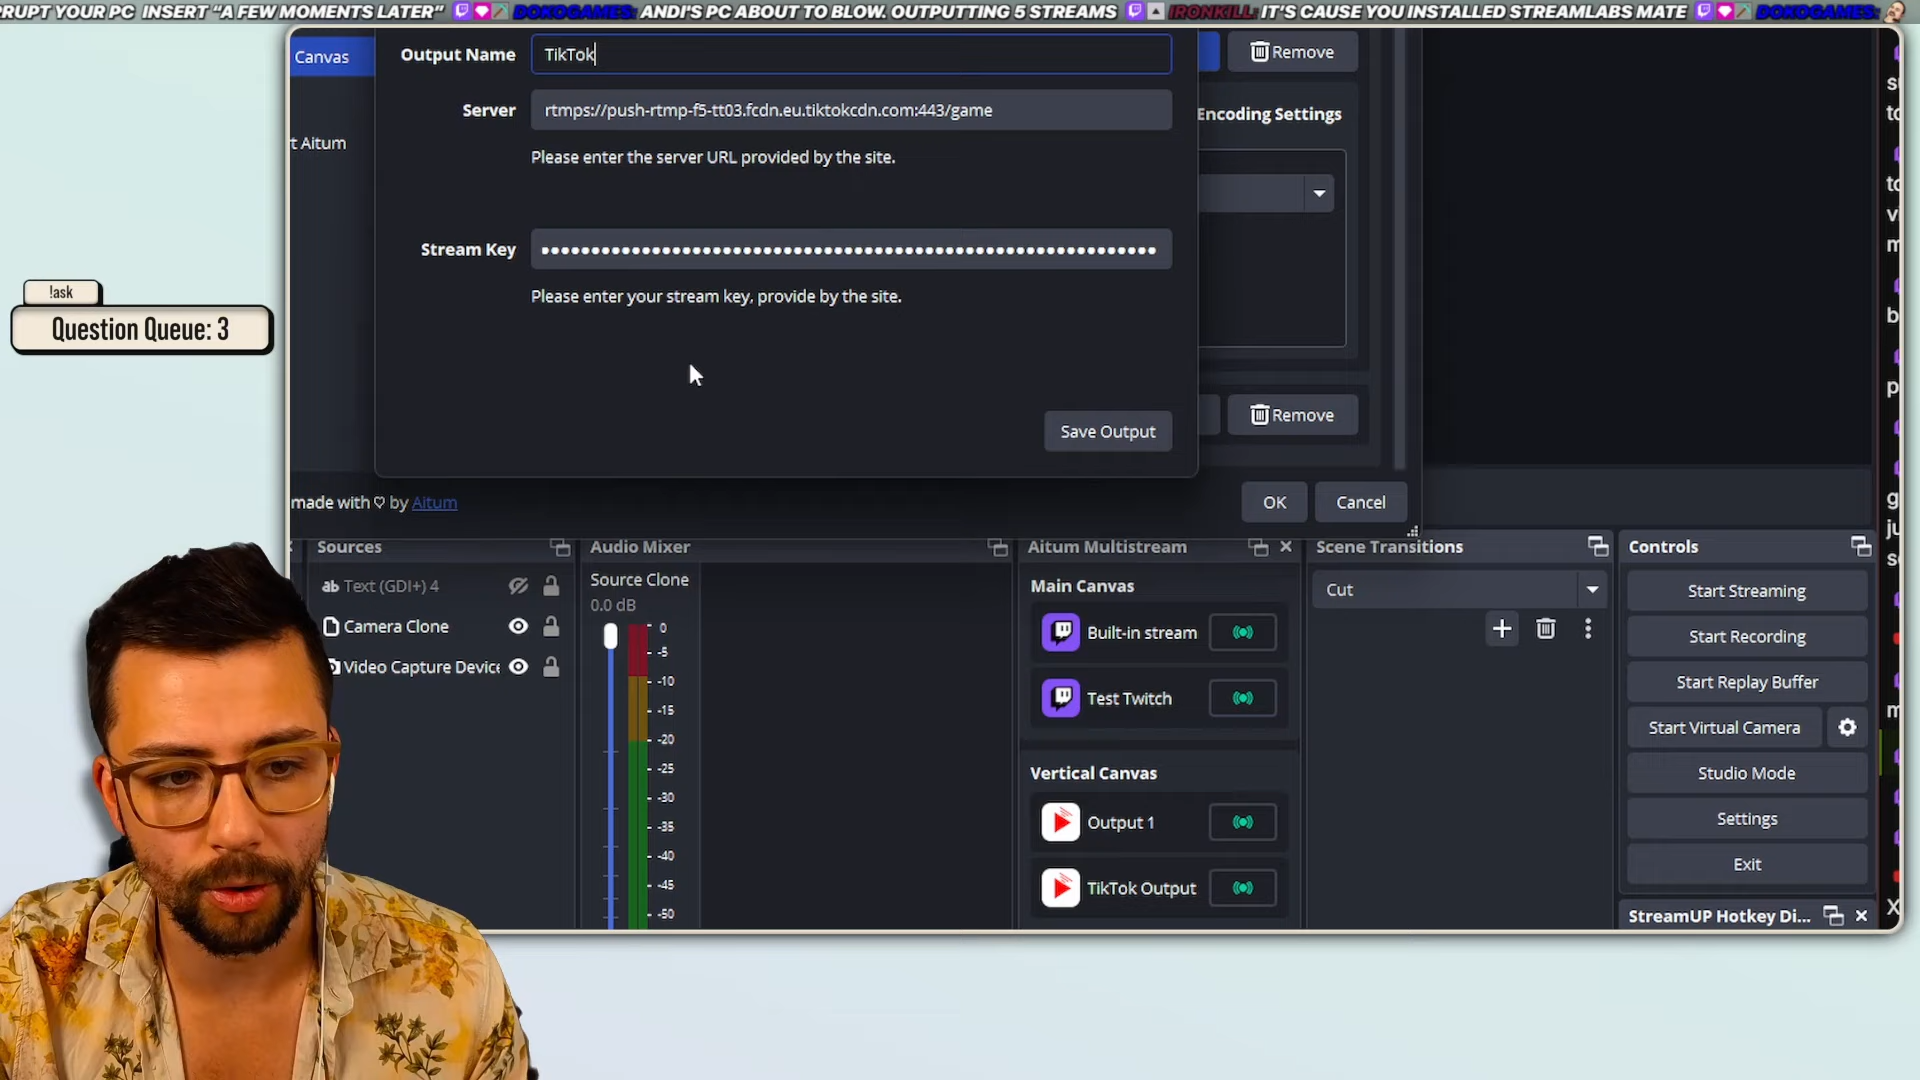 RRUPT YOUR PC INSERT “A FEW MOMENTS LATER” DOKOGAMES: ANDI'S PC ABOUT TO BLOW. OUTPUTTING 5 STREAMS IRONKILL: IT'S CAUSE YOU INSTALLED STREAMLABS MATE DOKOGAMES:
Canvas
Output Name
TikTok
Remove
Server
rtmps://push-rtmp-f5-tt03.fcdn.eu.tiktokcdn.com:443/game
Encoding Settings
t Aitum
Please enter the server URL provided by the site.
Stream Key
Please enter your stream key, provide by the site.
!ask
Question Queue: 3
Remove
Save Output
made with ♡ by Aitum
OK
Cancel
Sources
Audio Mixer
Aitum Multistream
Scene Transitions
Controls
ab Text (GDI+) 4
Camera Clone
Video Capture Device
Source Clone
0.0 dB
0
-5
-10
-15
-20
-25
-30
-35
-40
-45
-50
Main Canvas
Built-in stream
Test Twitch
Vertical Canvas
Output 1
TikTok Output
Cut
Start Streaming
Start Recording
Start Replay Buffer
Start Virtual Camera
Studio Mode
Settings
Exit
StreamUP Hotkey Di...